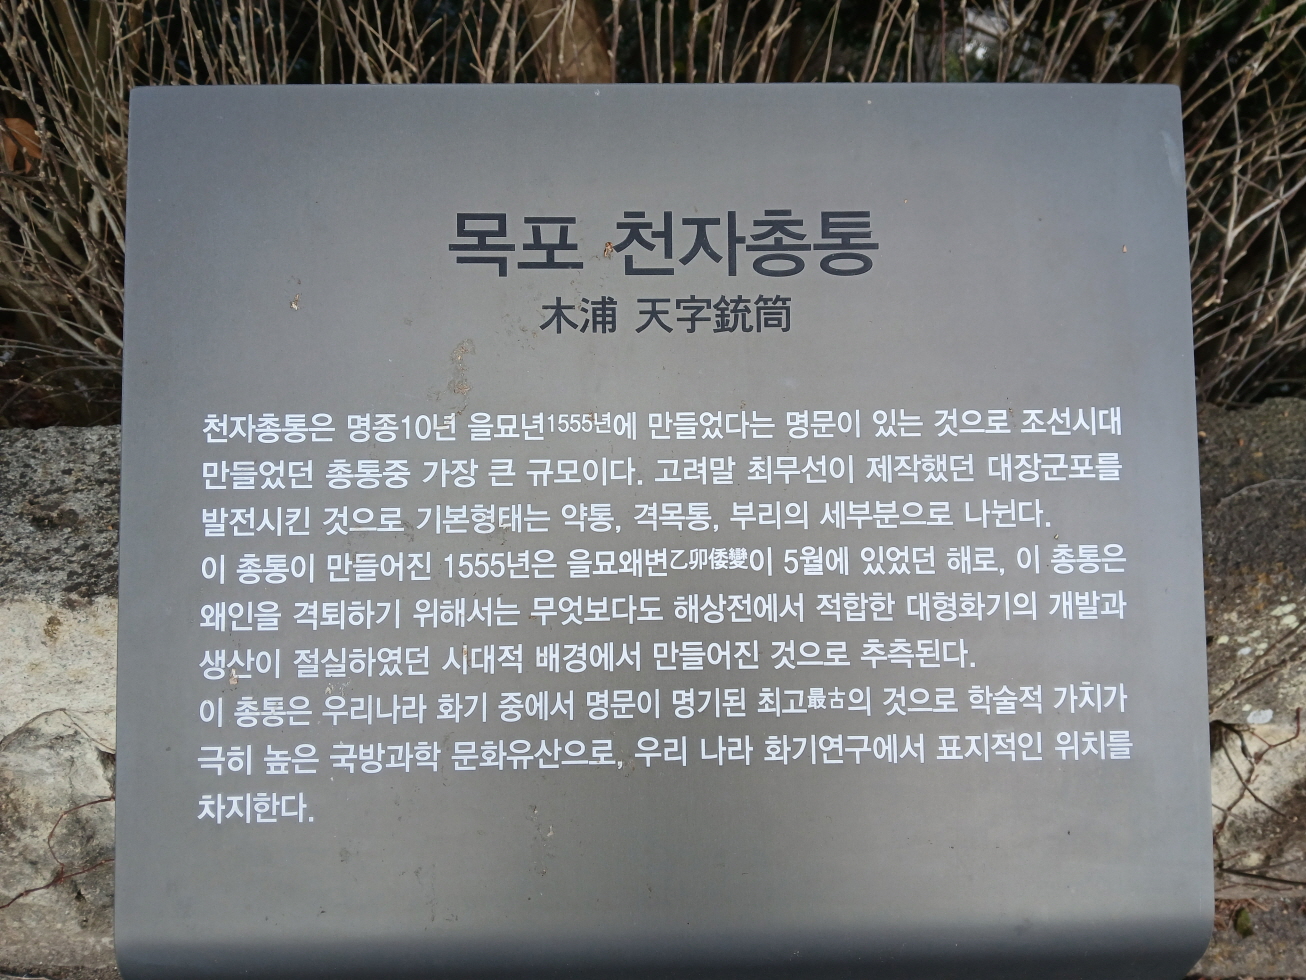 목포 천자총통
木浦 天字銃筒
천자총통은 명종10년 을묘년1555년에 만들었다는 명문이 있는 것으로 조선시대
만들었던 총통중 가장 큰 규모이다. 고려말 최무선이 제작했던 대장군포를
발전시킨 것으로 기본형태는 약통, 격목통, 부리의 세부분으로 나뉜다.
이 총통이 만들어진 1555년은 을묘왜변乙卯倭變이 5월에 있었던 해로, 이 총통은
왜인을 격퇴하기 위해서는 무엇보다도 해상전에서 적합한 대형화기의 개발과
생산이 절실하였던 시대적 배경에서 만들어진 것으로 추측된다.
이 총통은 우리나라 화기 중에서 명문이 명기된 최고最古의 것으로 학술적 가치가
극히 높은 국방과학 문화유산으로, 우리 나라 화기연구에서 표지적인 위치를
차지한다.